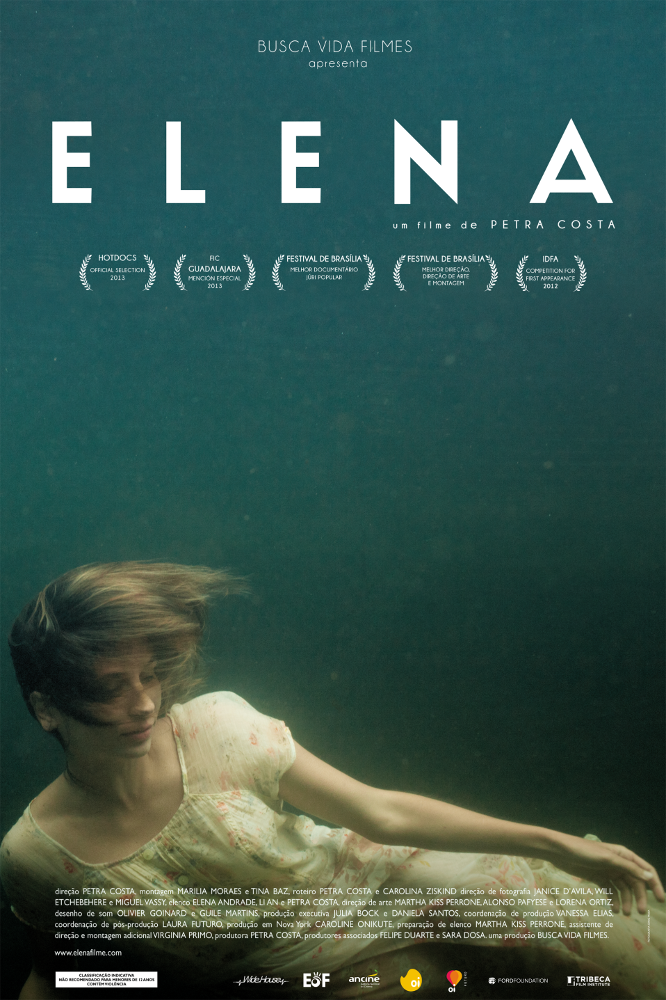 BUSCA VIDA FILMES
apresenta
ELENA
um filme de PETRA COSTA
HOTDOCS
OFFICIAL SELECTION
2013
FIC
GUADALAJARA
MENCIÓN ESPECIAL
2013
FESTIVAL DE BRASÍLIA
MELHOR DOCUMENTÁRIO
JÚRI POPULAR
FESTIVAL DE BRASÍLIA
MELHOR DIREÇÃO,
DIREÇÃO DE ARTE
E MONTAGEM
IDFA
COMPETITION FOR
FIRST APPEARANCE
2012
direção PETRA COSTA, montagem MARILIA MORAES e TINA BAZ, roteiro PETRA COSTA e CAROLINA ZISKIND direção de fotografia JANICE D'AVILA, WILL
ETCHEBEHERE e MIGUEL VASSY, elenco ELENA ANDRADE, LI AN e PETRA COSTA, direção de arte MARTHA KISS PERRONE, ALONSO PAFYESE e LORENA ORTIZ,
desenho de som OLIVIER GOINARD e GUILE MARTINS, produção executiva JULIA BOCK e DANIELA SANTOS, coordenação de produção VANESSA ELIAS,
coordenação de pós-produção LAURA FUTURO, produção em Nova York CAROLINE ONIKUTE, preparação de elenco MARTHA KISS PERRONE, assistente de
direção e montagem adicional VIRGINIA PRIMO, produtora PETRA COSTA, produtores associados FELIPE DUARTE e SARA DOSA. uma produção BUSCA VIDA FILMES.
www.elenafilme.com
CLASSIFICAÇÃO INDICATIVA
NÃO RECOMENDADO PARA MENORES DE 12 ANOS
CONTÉM VIOLÊNCIA
Wide House
EOF
ancine
oi
oi FUTURO
FORDFOUNDATION
TRIBECA
FILM INSTITUTE